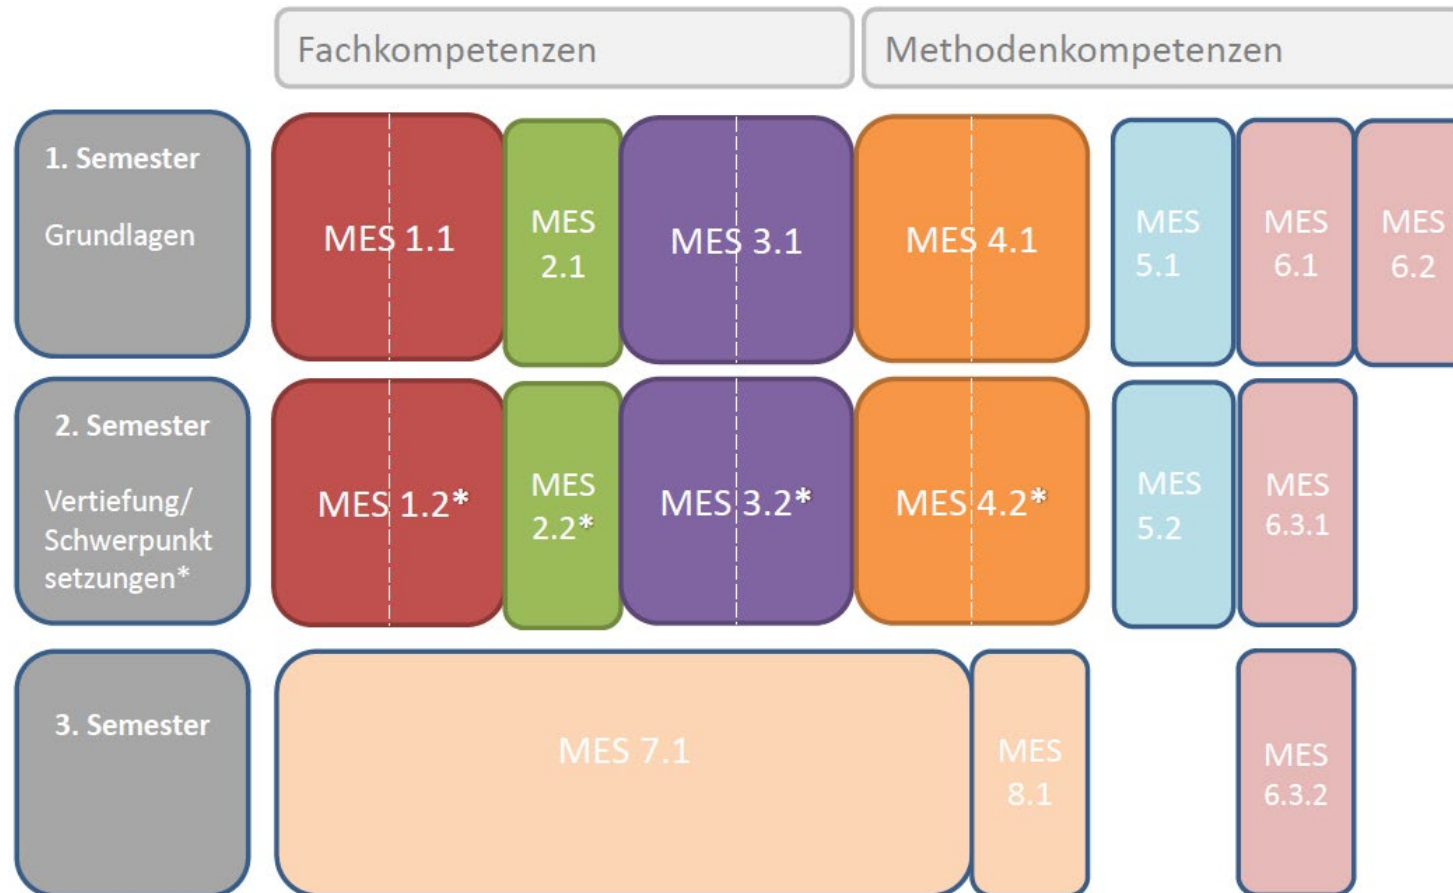 Fachkompetenzen
Methodenkompetenzen
1. Semester
Grundlagen
MES 1.1
MES
2.1
MES 3.1
MES 4.1
MES
5.1
MES
6.1
MES
6.2
2. Semester
Vertiefung/
Schwerpunkt
setzungen*
MES 1.2*
MES
2.2*
MES 3.2*
MES 4.2*
MES
5.2
MES
6.3.1
3. Semester
MES 7.1
MES
8.1
MES
6.3.2